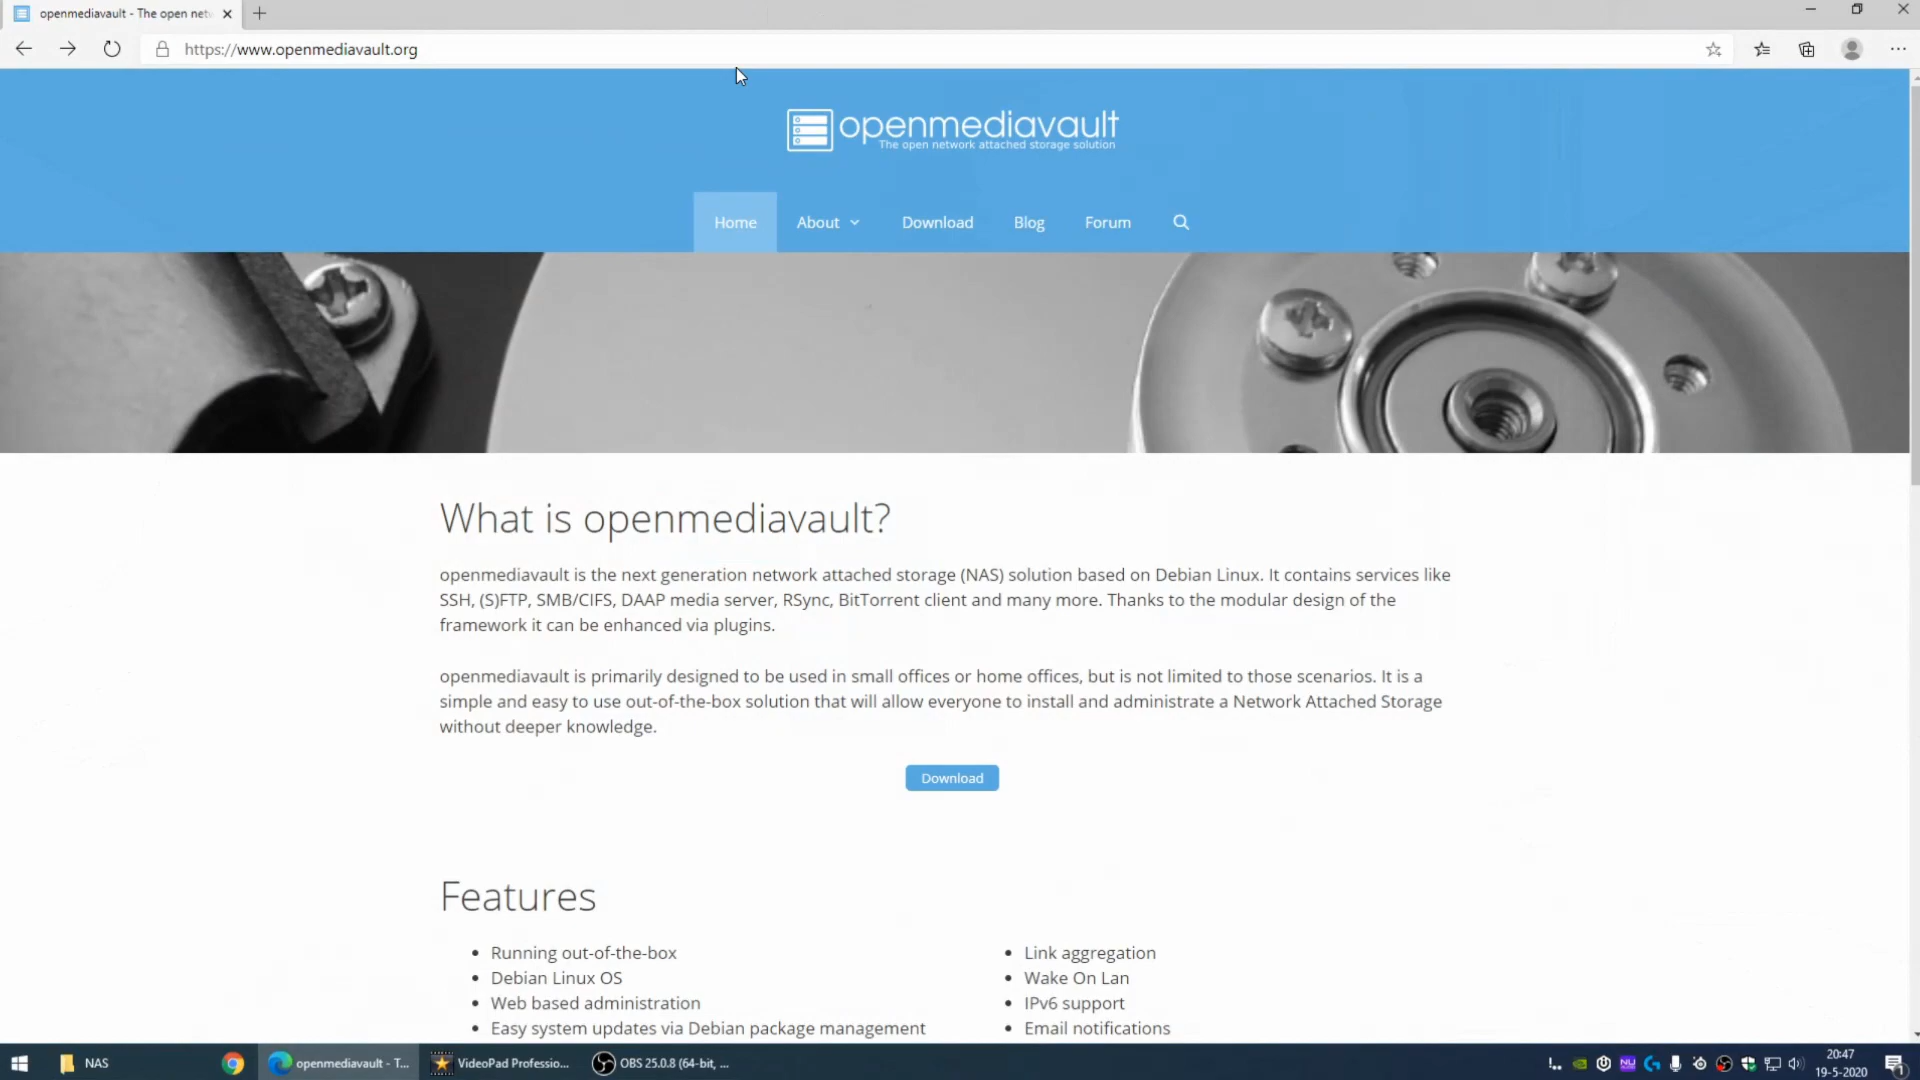 openmediavault - The open net
https://www.openmediavault.org
openmediavault
The open network attached storage solution
Home
About
Download
Blog
Forum
What is openmediavault?
openmediavault is the next generation network attached storage (NAS) solution based on Debian Linux. It contains services like
SSH, (S)FTP, SMB/CIFS, DAAP media server, RSync, BitTorrent client and many more. Thanks to the modular design of the
framework it can be enhanced via plugins.
openmediavault is primarily designed to be used in small offices or home offices, but is not limited to those scenarios. It is a
simple and easy to use out-of-the-box solution that will allow everyone to install and administrate a Network Attached Storage
without deeper knowledge.
Download
Features
• Running out-of-the-box
• Debian Linux OS
• Web based administration
• Easy system updates via Debian package management
• Link aggregation
• Wake On Lan
• IPv6 support
• Email notifications
NAS
openmediavault - T...
VideoPad Professio...
OBS 25.0.8 (64-bit, ...
20:47
19-5-2020